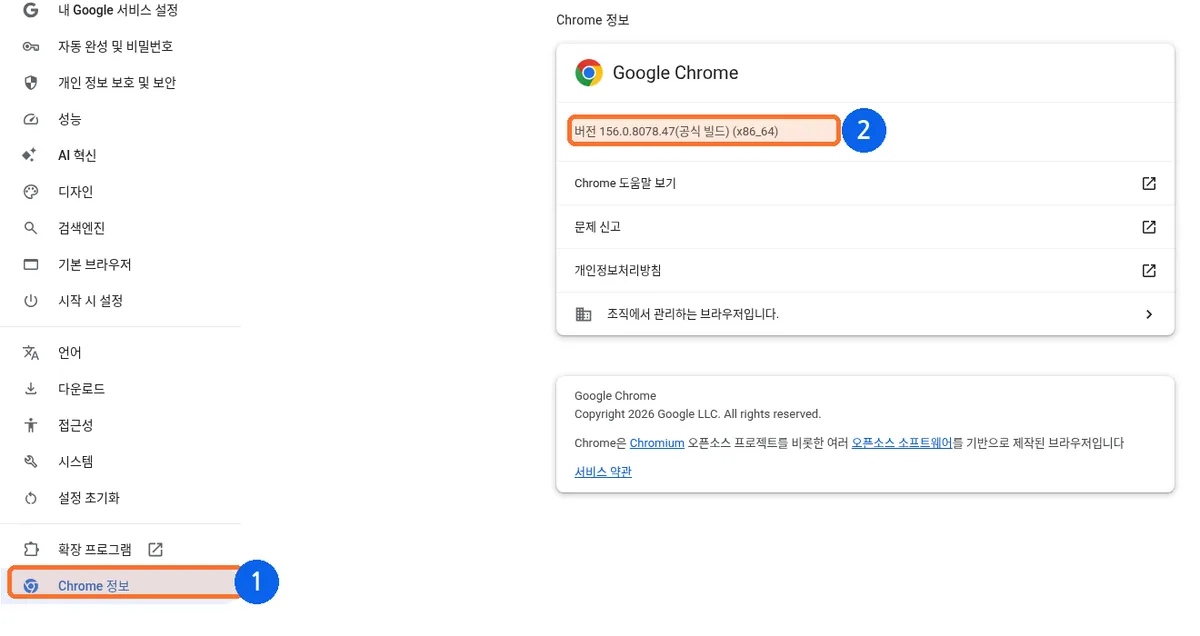 내 Google 서비스 설정
자동 완성 및 비밀번호
개인 정보 보호 및 보안
성능
AI 혁신
디자인
검색엔진
기본 브라우저
시작 시 설정
언어
다운로드
접근성
시스템
설정 초기화
확장 프로그램
Chrome 정보
1
Chrome 정보
Google Chrome
버전 156.0.8078.47(공식 빌드) (x86_64)
2
Chrome 도움말 보기
문제 신고
개인정보처리방침
조직에서 관리하는 브라우저입니다.
Google Chrome
Copyright 2026 Google LLC. All rights reserved.
Chrome은 Chromium 오픈소스 프로젝트를 비롯한 여러 오픈소스 소프트웨어를 기반으로 제작된 브라우저입니다
서비스 약관